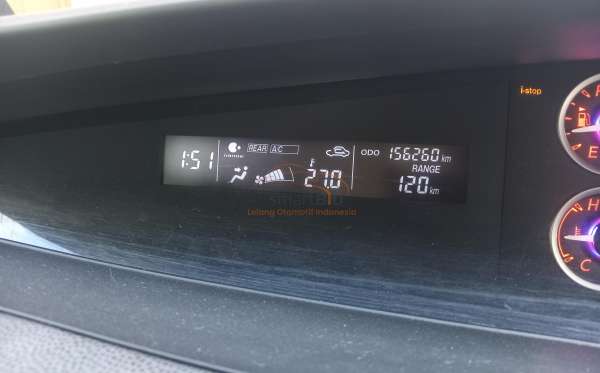 i-stop
F
E
1:51
REAR A/C
ODO 156260 km
RANGE
27.0
120 km
smartBid
Lelang Otomotif Indonesia
H
C